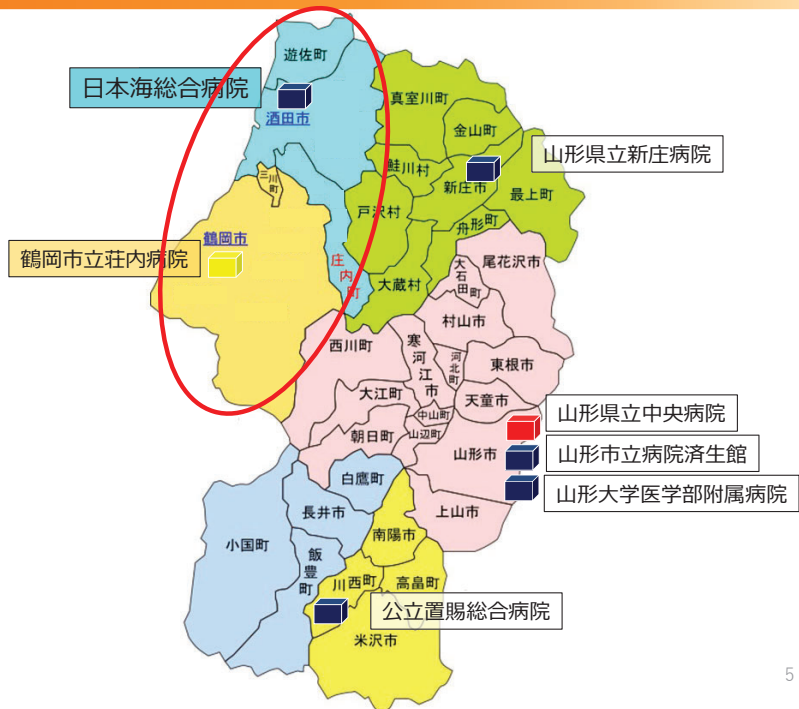 遊佐町
日本海総合病院
酒田市
真室川町
金山町
山形県立新庄病院
鮭川村
新庄市
最上町
三川町
戸沢村
舟形町
鶴岡市
鶴岡市立荘内病院
庄内町
大蔵村
尾花沢市
大石田町
村山市
西川町
寒河江市
河北町
東根市
大江町
天童市
中山町
山形県立中央病院
朝日町
山辺町
山形市
山形市立病院済生館
白鷹町
山形大学医学部附属病院
長井市
上山市
南陽市
小国町
飯豊町
川西町
高畠町
公立置賜総合病院
米沢市
5